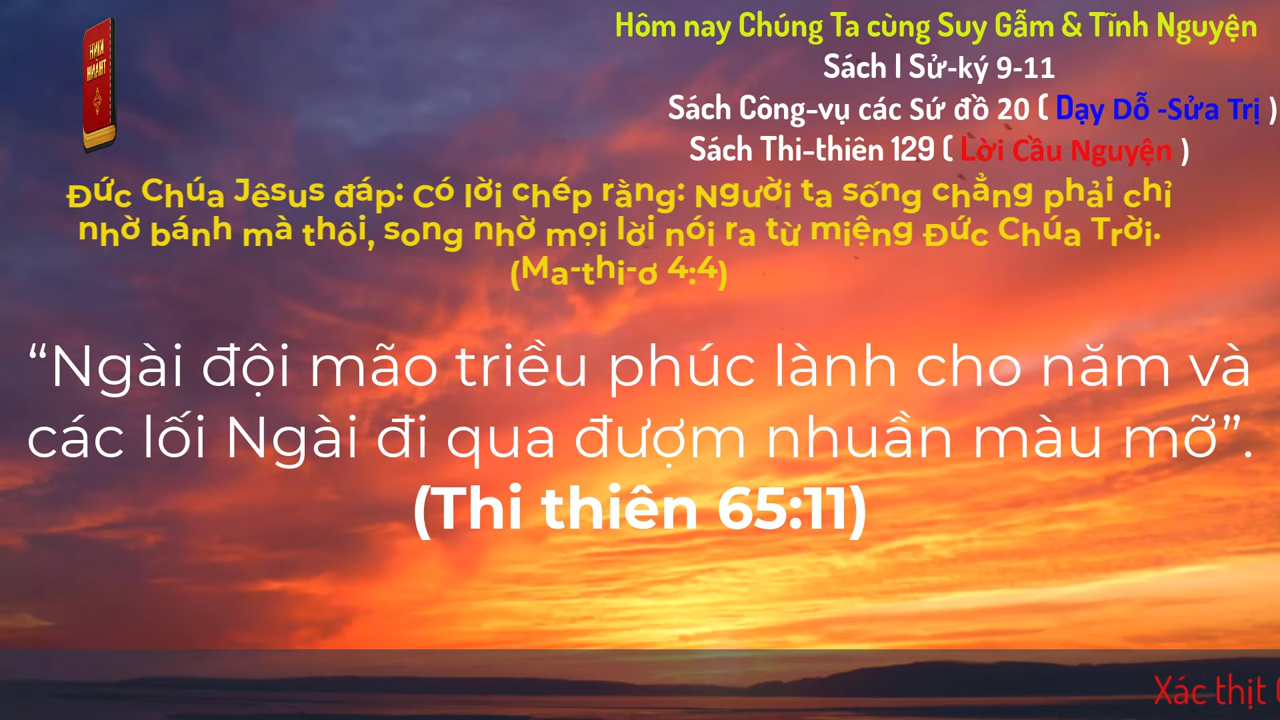 KINH
THÁNH
Hôm nay Chúng Ta cùng Suy Gẫm & Tĩnh Nguyện
Sách I Sử-ký 9-11
Sách Công-vụ các Sứ đồ 20 ( Dạy Dỗ -Sửa Trị )
Sách Thi-thiên 129 ( Lời Cầu Nguyện )
Đức Chúa Jêsus đáp: Có lời chép rằng: Người ta sống chẳng phải chỉ
nhờ bánh mà thôi, song nhờ mọi lời nói ra từ miệng Đức Chúa Trời.
(Ma-thi-ơ 4:4)
“Ngài đội mão triều phúc lành cho năm và
các lối Ngài đi qua đượm nhuần màu mỡ”.
(Thi thiên 65:11)
Xác thịt